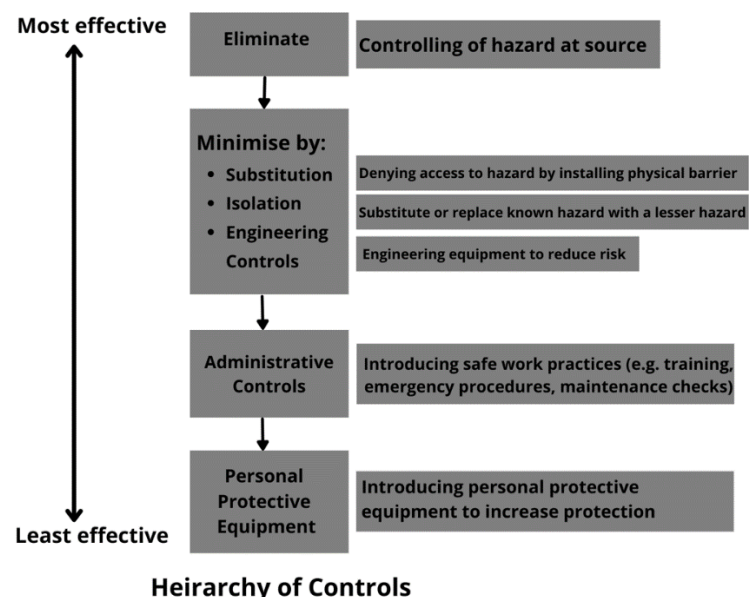 Most effective
Eliminate
Controlling of hazard at source
Minimise by:
• Substitution
• Isolation
• Engineering
Controls
Denying access to hazard by installing physical barrier
Substitute or replace known hazard with a lesser hazard
Engineering equipment to reduce risk
Administrative
Controls
Introducing safe work practices (e.g. training,
emergency procedures, maintenance checks)
Personal
Protective
Equipment
Introducing personal protective
equipment to increase protection
Least effective
Heirarchy of Controls